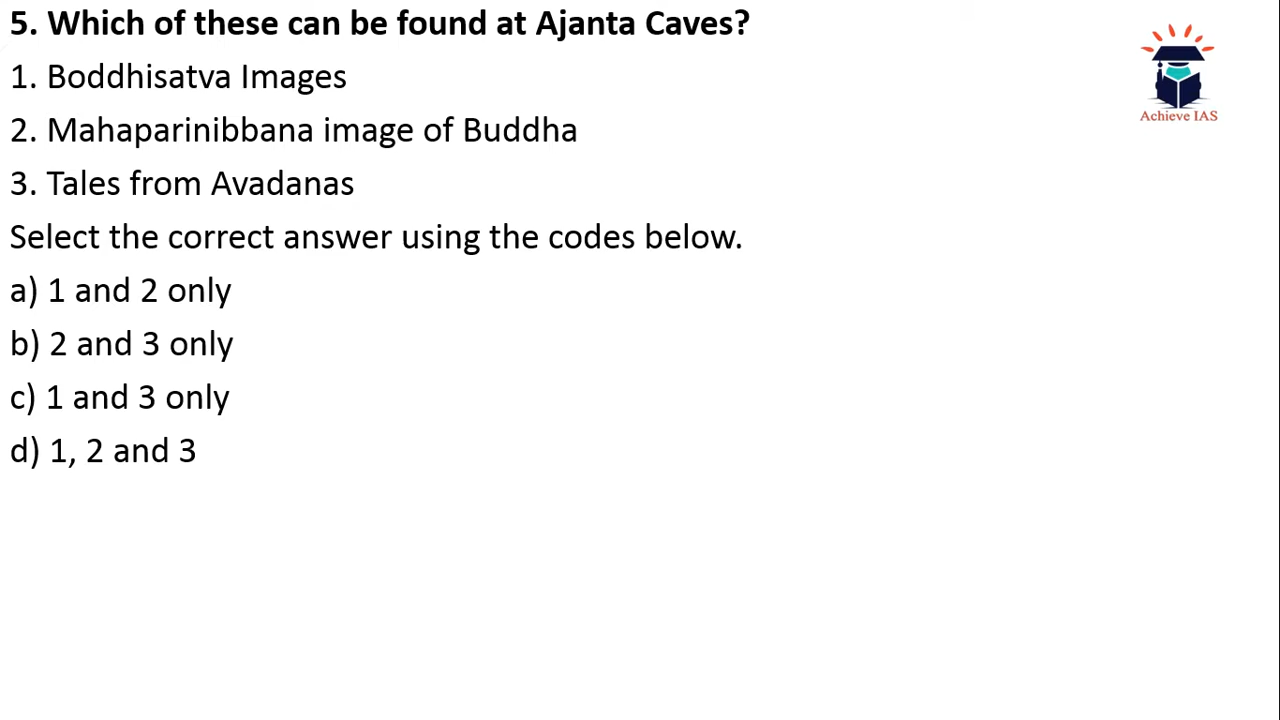 5. Which of these can be found at Ajanta Caves?
1. Boddhisatva Images
2. Mahaparinibbana image of Buddha
3. Tales from Avadanas
Select the correct answer using the codes below.
a) 1 and 2 only
b) 2 and 3 only
c) 1 and 3 only
d) 1, 2 and 3
Achieve IAS